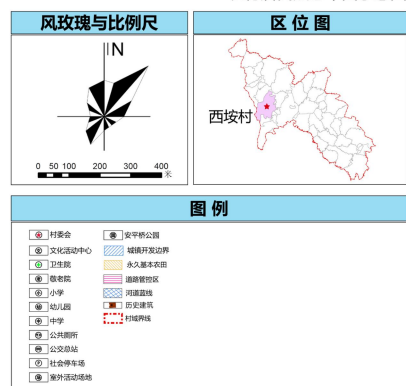 风玫瑰与比例尺
N
0 50 100 200 300 400
米
区位图
西垵村
图例
村委会
文化活动中心
卫生院
敬老院
小学
幼儿园
中学
公共厕所
公交总站
社会停车场
室外活动场地
安平桥公园
城镇开发边界
永久基本农田
道路管控区
河道蓝线
历史建筑
村域界线